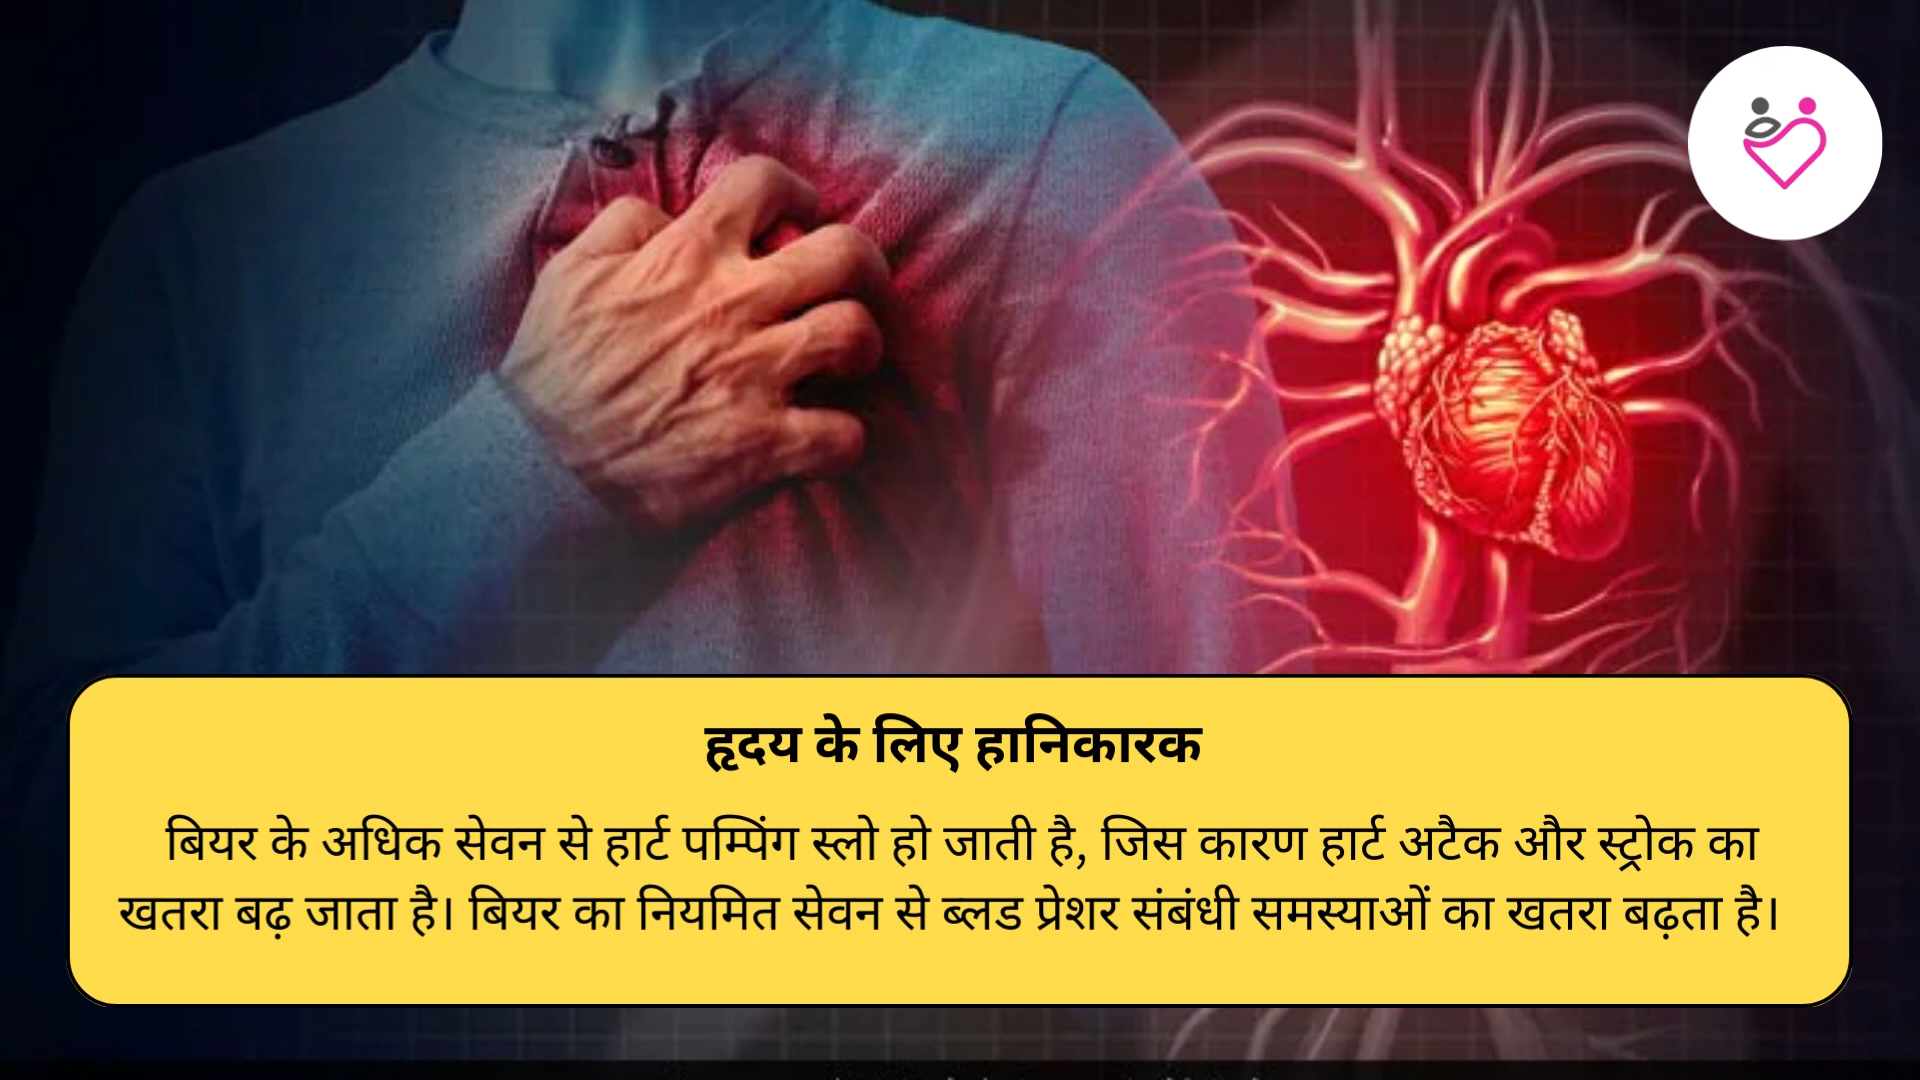 हृदय के लिए हानिकारक
बियर के अधिक सेवन से हार्ट पम्पिंग स्लो हो जाती है, जिस कारण हार्ट अटैक और स्ट्रोक का
खतरा बढ़ जाता है। बियर का नियमित सेवन से ब्लड प्रेशर संबंधी समस्याओं का खतरा बढ़ता है।